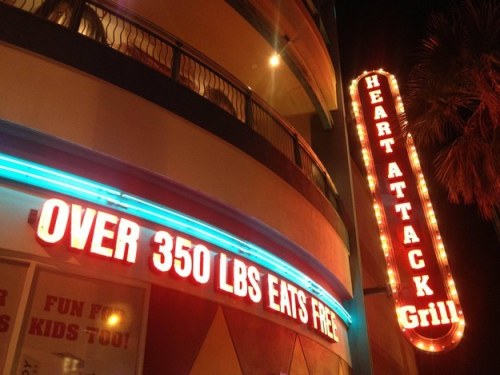 HEART ATTACK
Grill
OVER 350 LBS EATS FREE
FUN FOR
KIDS TOO!